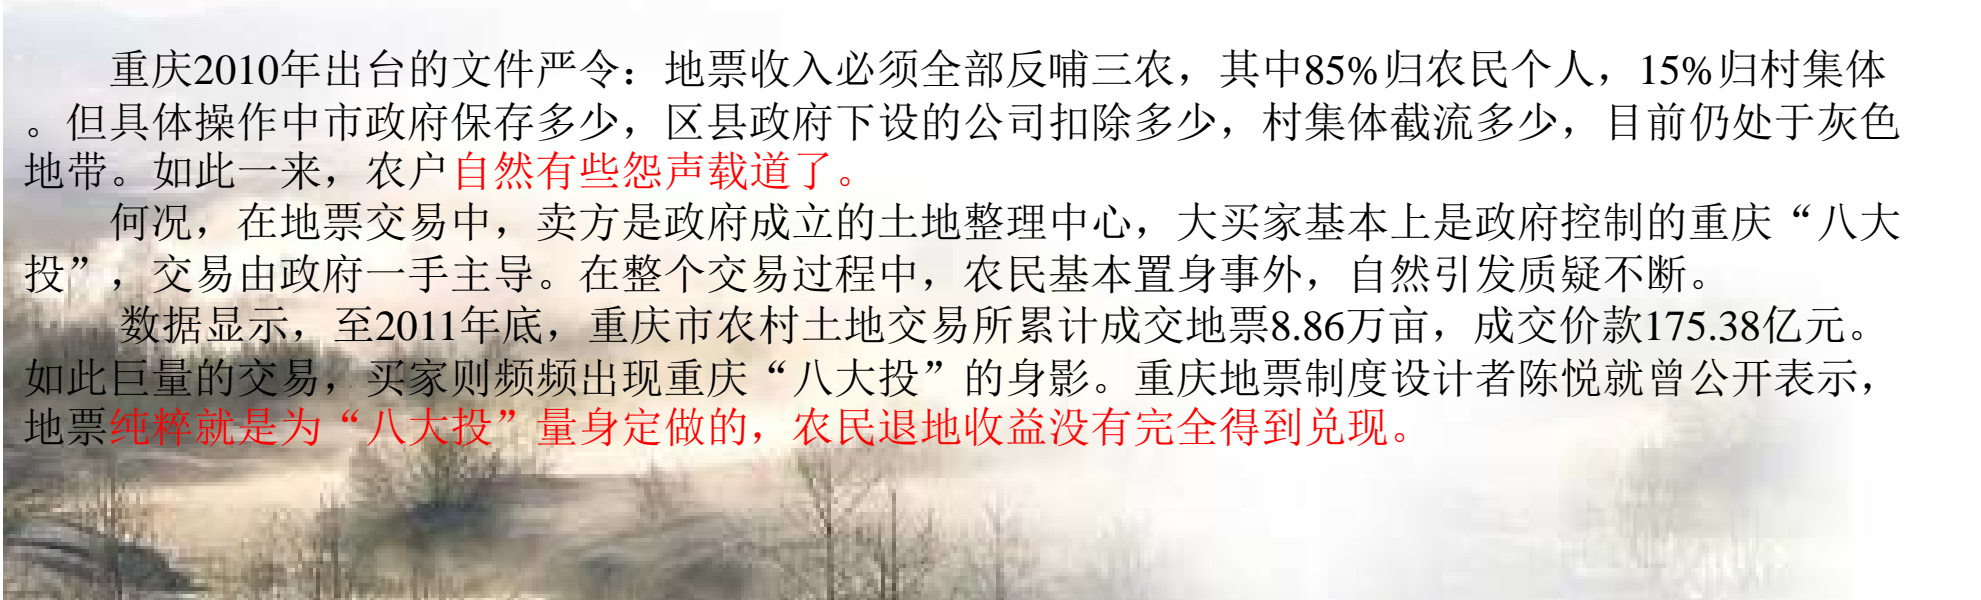 重庆2010年出台的文件严令：地票收入必须全部反哺三农，其中85%归农民个人，15%归村集体
。但具体操作中市政府保存多少，区县政府下设的公司扣除多少，村集体截流多少，目前仍处于灰色
地带。如此一来，农户自然有些怨声载道了。
何况，在地票交易中，卖方是政府成立的土地整理中心，大买家基本上是政府控制的重庆“八大
投”，交易由政府一手主导。在整个交易过程中，农民基本置身事外，自然引发质疑不断。
数据显示，至2011年底，重庆市农村土地交易所累计成交地票8.86万亩，成交价款175.38亿元。
如此巨量的交易，买家则频频出现重庆“八大投”的身影。重庆地票制度设计者陈悦就曾公开表示，
地票纯粹就是为“八大投”量身定做的，农民退地收益没有完全得到兑现。